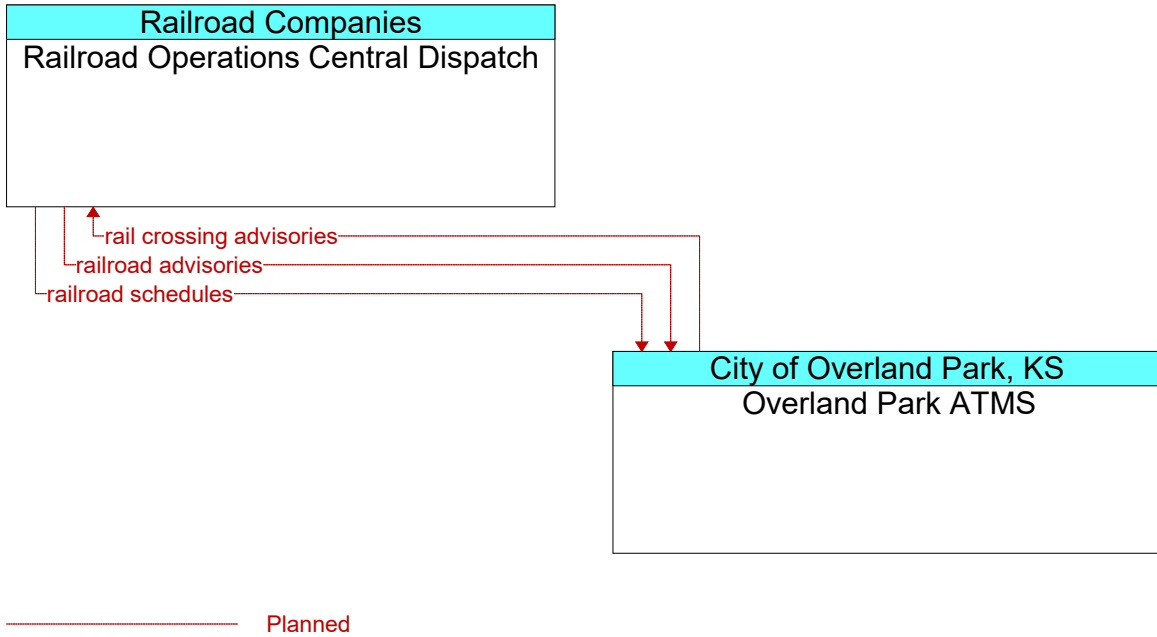 Railroad Companies
Railroad Operations Central Dispatch
rail crossing advisories
railroad advisories
railroad schedules
City of Overland Park, KS
Overland Park ATMS
Planned